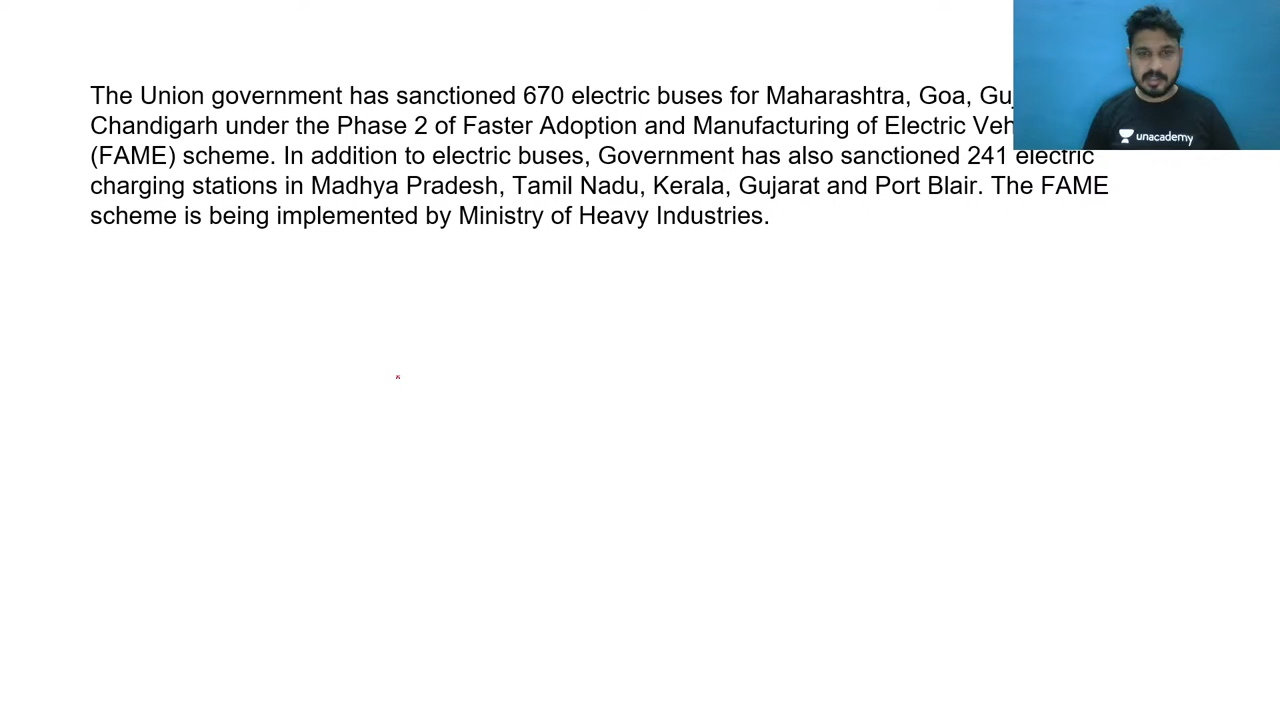 The Union government has sanctioned 670 electric buses for Maharashtra, Goa,
Chandigarh under the Phase 2 of Faster Adoption and Manufacturing of Electric
(FAME) scheme. In addition to electric buses, Government has also sanctioned 241 electric
charging stations in Madhya Pradesh, Tamil Nadu, Kerala, Gujarat and Port Blair. The FAME
scheme is being implemented by Ministry of Heavy Industries.
unacademy